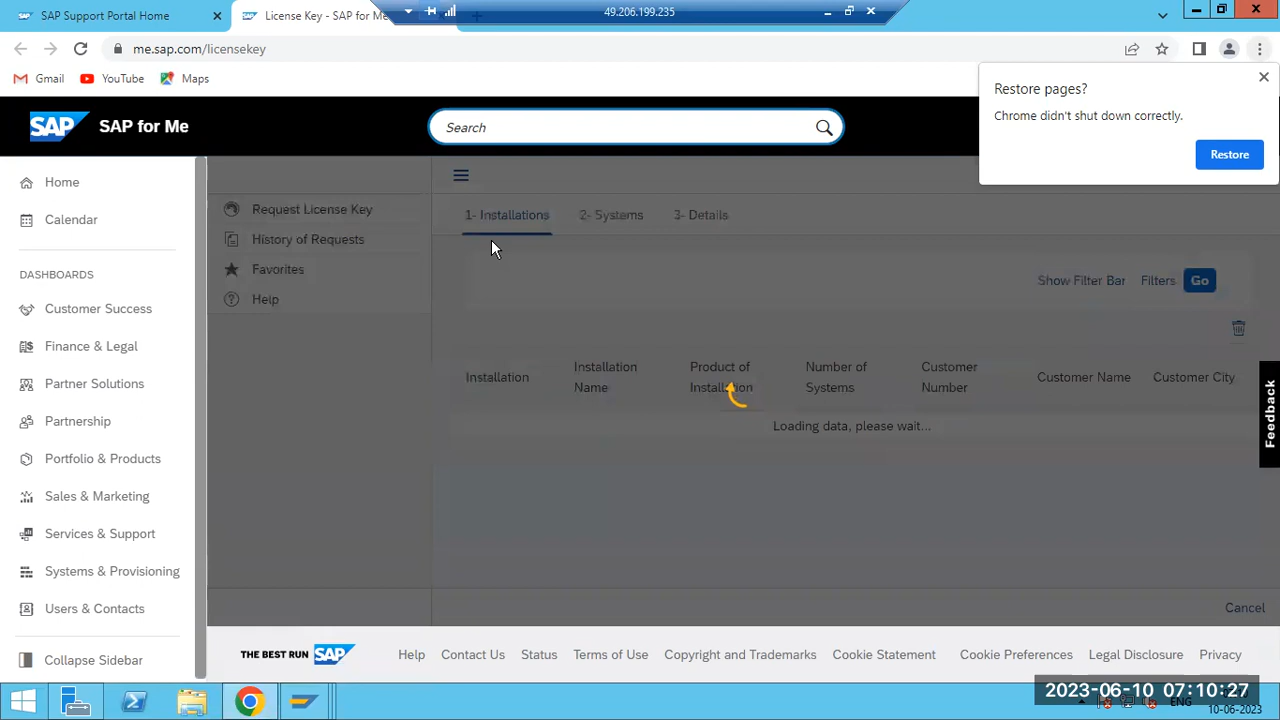 SAP Support Portal Home
License Key - SAP for Me
49.206.199.235
me.sap.com/licensekey
Gmail
YouTube
Maps
Restore pages?
Chrome didn't shut down correctly.
Restore
SAP
SAP for Me
Search
Home
Calendar
DASHBOARDS
Customer Success
Finance & Legal
Partner Solutions
Partnership
Portfolio & Products
Sales & Marketing
Services & Support
Systems & Provisioning
Users & Contacts
Collapse Sidebar
Request License Key
History of Requests
Favorites
Help
1- Installations
2- Systems
3- Details
Show Filter Bar
Filters
Go
Installation
Installation Name
Product of Installation
Number of Systems
Customer Number
Customer Name
Customer City
Loading data, please wait...
Feedback
Cancel
THE BEST RUN SAP
Help
Contact Us
Status
Terms of Use
Copyright and Trademarks
Cookie Statement
Cookie Preferences
Legal Disclosure
Privacy
2023-06-10 07:10:27
ENG
10-06-2023